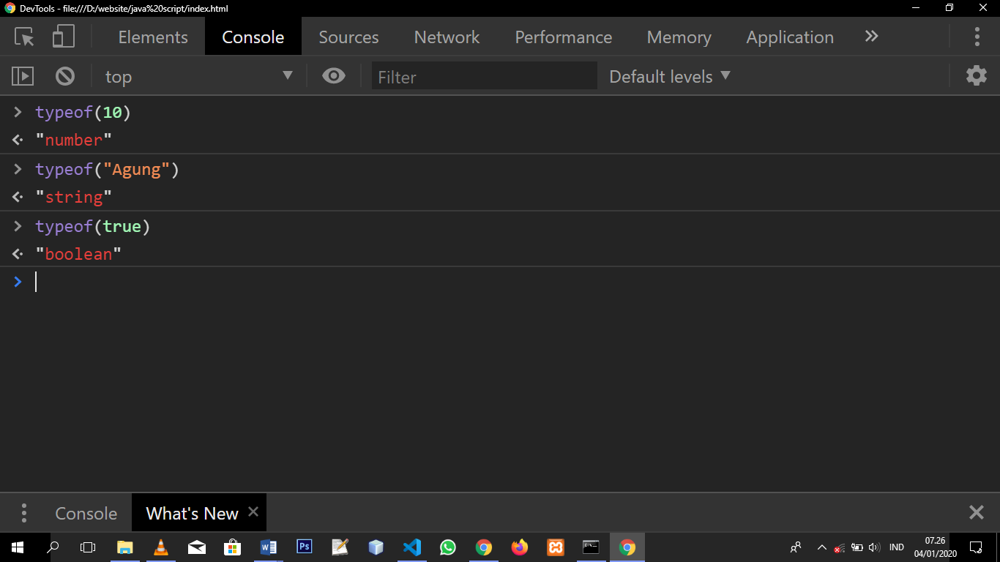 DevTools - file:///D:/website/java%20script/index.html
Elements Console Sources Network Performance Memory Application
top Filter Default levels
> typeof(10)
"number"
> typeof("Agung")
"string"
> typeof(true)
"boolean"
>
Console What's New
IND 07.26
04/01/2020